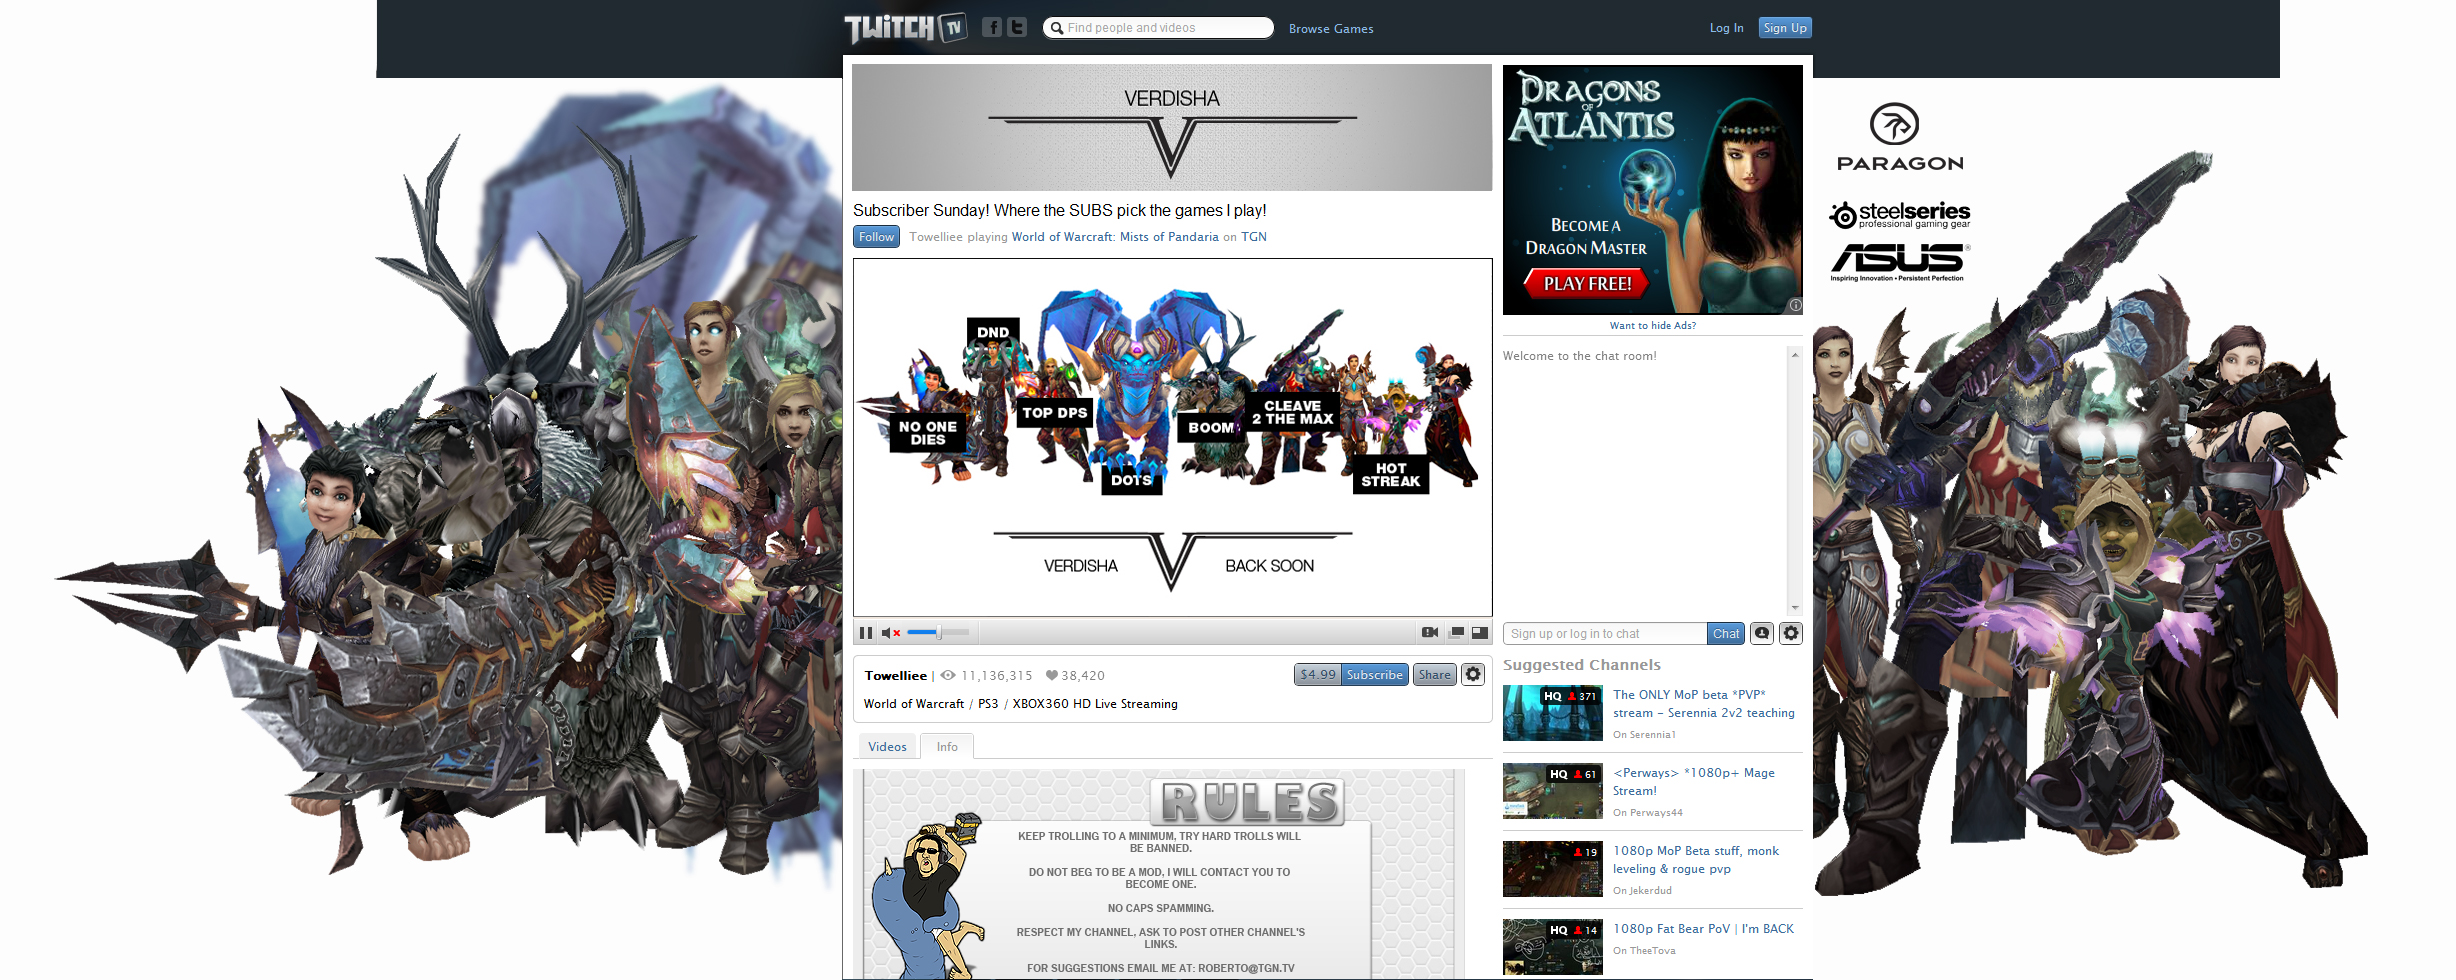 TWiTCH TV
Find people and videos
Browse Games
Log In
Sign Up
VERDISHA
Subscriber Sunday! Where the SUBS pick the games I play!
Follow
Towelliee playing World of Warcraft: Mists of Pandaria on TGN
DND
NO ONE
DIES
TOP DPS
DOTS
BOOM
CLEAVE
2 THE MAX
HOT
STREAK
VERDISHA
BACK SOON
Towelliee | 11,136,315 38,420
$4.99 Subscribe
Share
World of Warcraft / PS3 / XBOX360 HD Live Streaming
Videos
Info
RULES
KEEP TROLLING TO A MINIMUM, TRY HARD TROLLS WILL
BE BANNED.
DO NOT BEG TO BE A MOD, I WILL CONTACT YOU TO
BECOME ONE.
NO CAPS SPAMMING.
RESPECT MY CHANNEL, ASK TO POST OTHER CHANNEL'S
LINKS.
FOR SUGGESTIONS EMAIL ME AT: ROBERTO@TGN.TV
DRAGONS
OF
ATLANTIS
BECOME A
DRAGON MASTER
PLAY FREE!
Want to hide Ads?
Welcome to the chat room!
Sign up or log in to chat
Chat
Suggested Channels
HQ 371
The ONLY MoP beta *PVP*
stream - Serennia 2v2 teaching
On Serennia1
HQ 61
<Perways> *1080p+ Mage
Stream!
On Perways44
19
1080p MoP Beta stuff, monk
leveling & rogue pvp
On Jekerdud
HQ 14
1080p Fat Bear PoV | I'm BACK
On TheeTova
PARAGON
steelseries
professional gaming gear
ASUS
Inspiring Innovation • Persistent Perfection